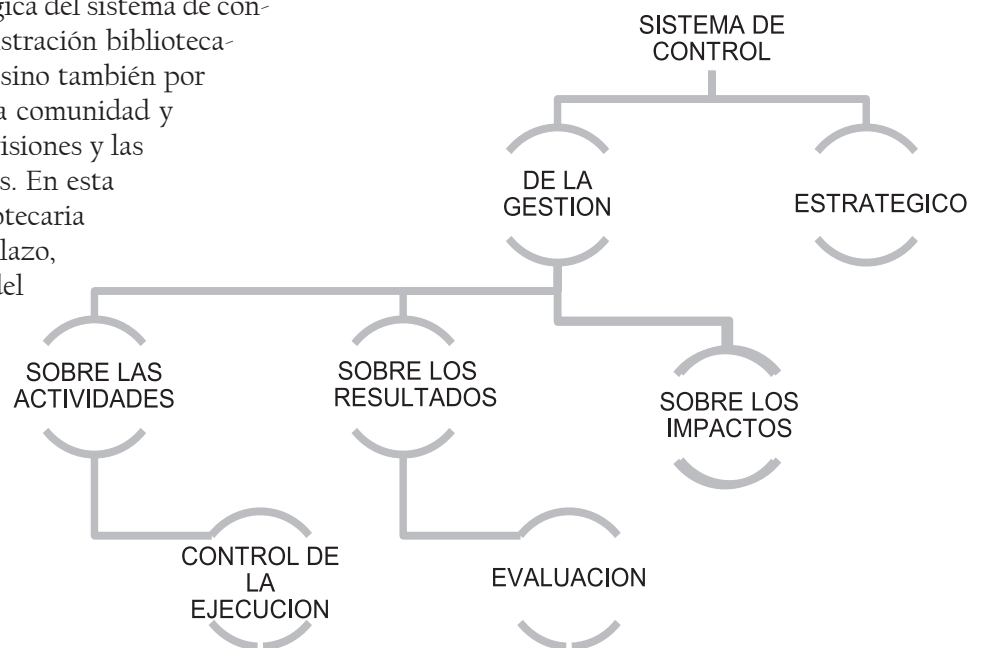 gica del sistema de con-
istración biblioteca-
sino también por
a comunidad y
isiones y las
s. En esta
otecaria
lazo,
del
SISTEMA DE
CONTROL
DE LA
GESTION
ESTRATEGICO
SOBRE LAS
ACTIVIDADES
SOBRE LOS
RESULTADOS
SOBRE LOS
IMPACTOS
CONTROL DE
LA
EJECUCION
EVALUACION